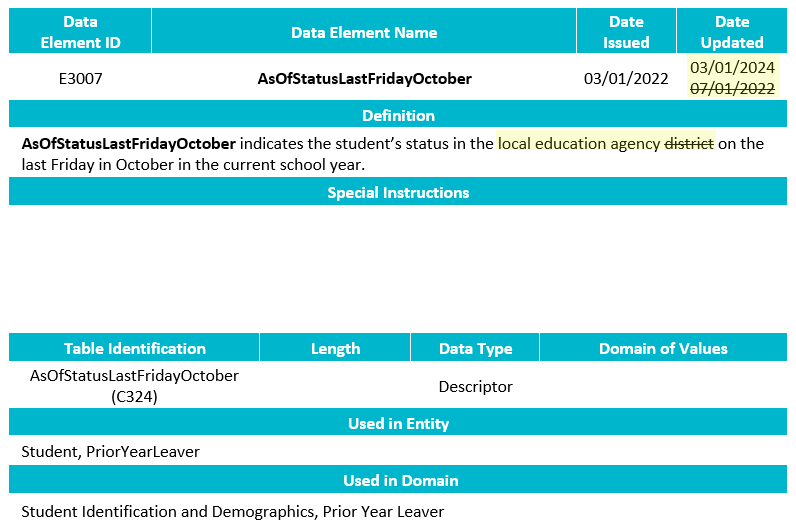 Data Element ID
Data Element Name
Date Issued
Date Updated
E3007
AsOfStatusLastFridayOctober
03/01/2022
03/01/2024
07/01/2022
Definition
AsOfStatusLastFridayOctober indicates the student’s status in the local education agency district on the
last Friday in October in the current school year.
Special Instructions
Table Identification
Length
Data Type
Domain of Values
AsOfStatusLastFridayOctober
(C324)
Descriptor
Used in Entity
Student, PriorYearLeaver
Used in Domain
Student Identification and Demographics, Prior Year Leaver